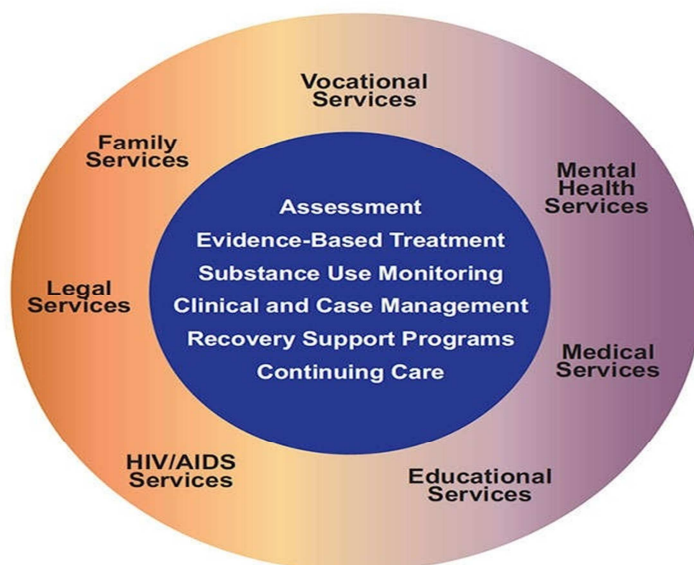 Vocational
Services
Family
Services
Mental
Health
Services
Assessment
Evidence-Based Treatment
Substance Use Monitoring
Clinical and Case Management
Recovery Support Programs
Continuing Care
Legal
Services
Medical
Services
HIV/AIDS
Services
Educational
Services